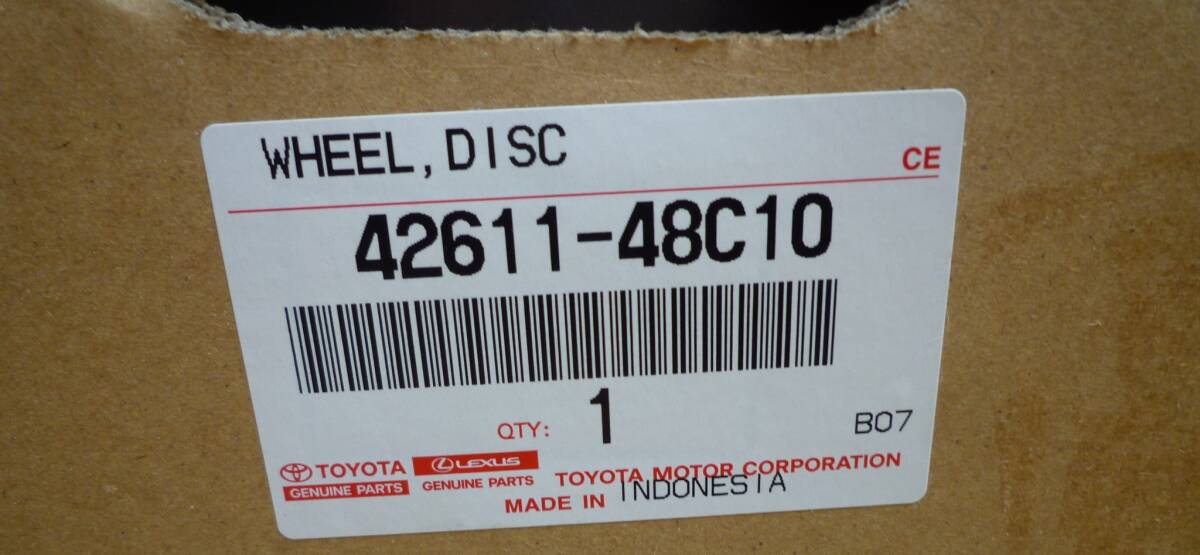 WHEEL, DISC
CE
42611-48C10
QTY: 1
B07
TOYOTA
GENUINE PARTS
LEXUS
GENUINE PARTS
TOYOTA MOTOR CORPORATION
MADE IN INDONESIA